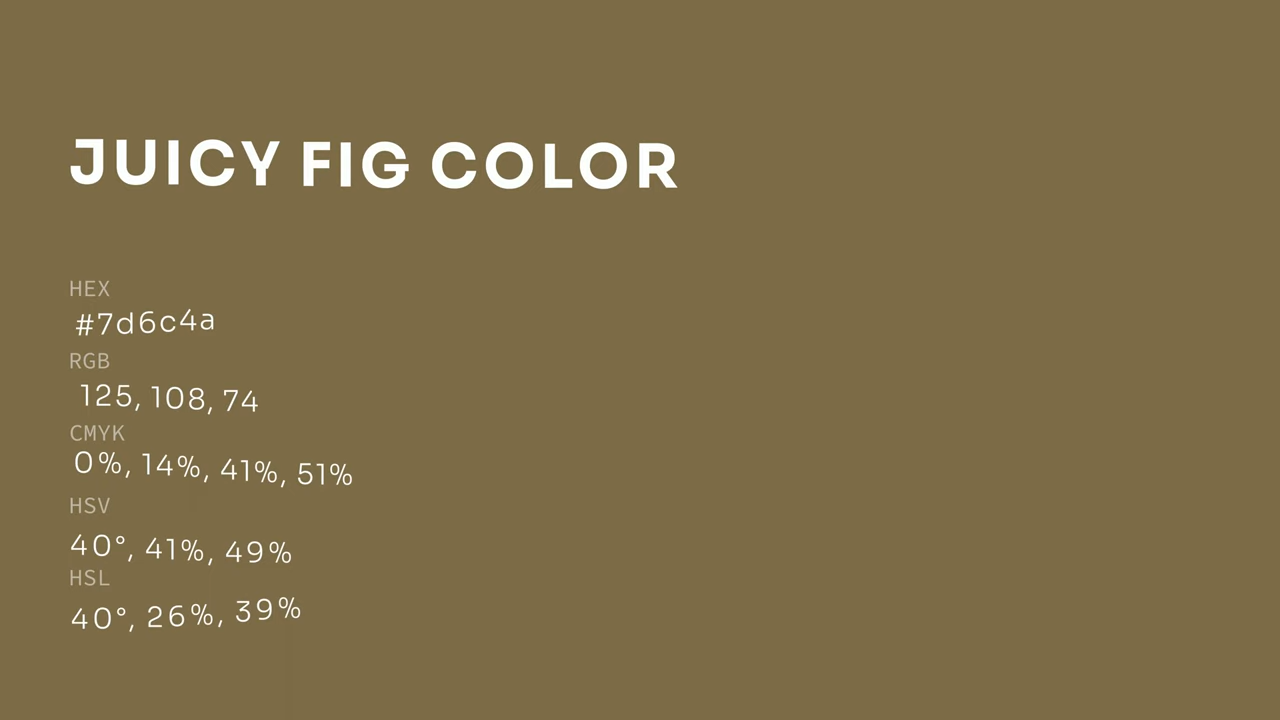 JUICY FIG COLOR
HEX
#7d6c4a
RGB
125, 108, 74
CMYK
0%, 14%, 41%, 51%
HSV
40°, 41%, 49%
HSL
40°, 26%, 39%